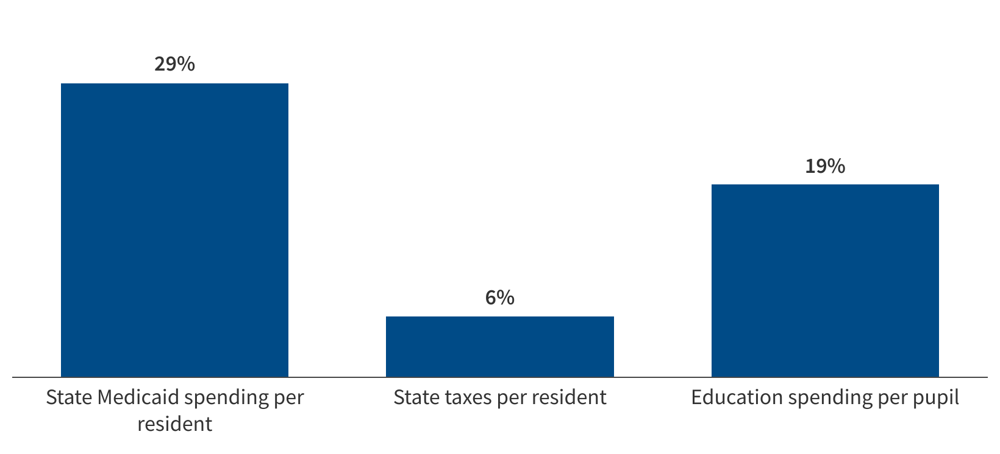 29%
19%
6%
State Medicaid spending per
resident
State taxes per resident
Education spending per pupil